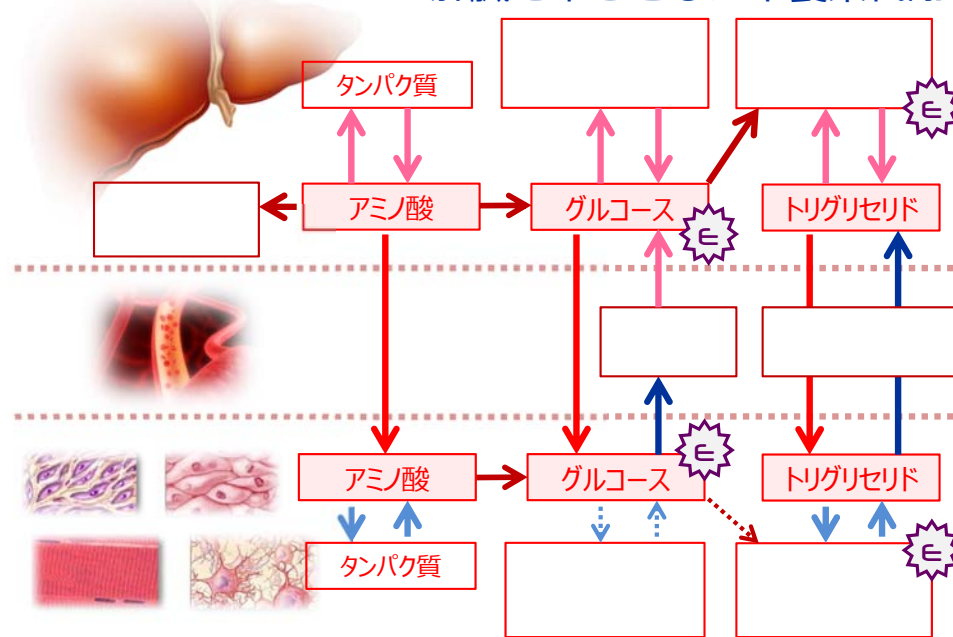 タンパク質
アミノ酸
グルコース
トリグリセリド
アミノ酸
グルコース
トリグリセリド
タンパク質